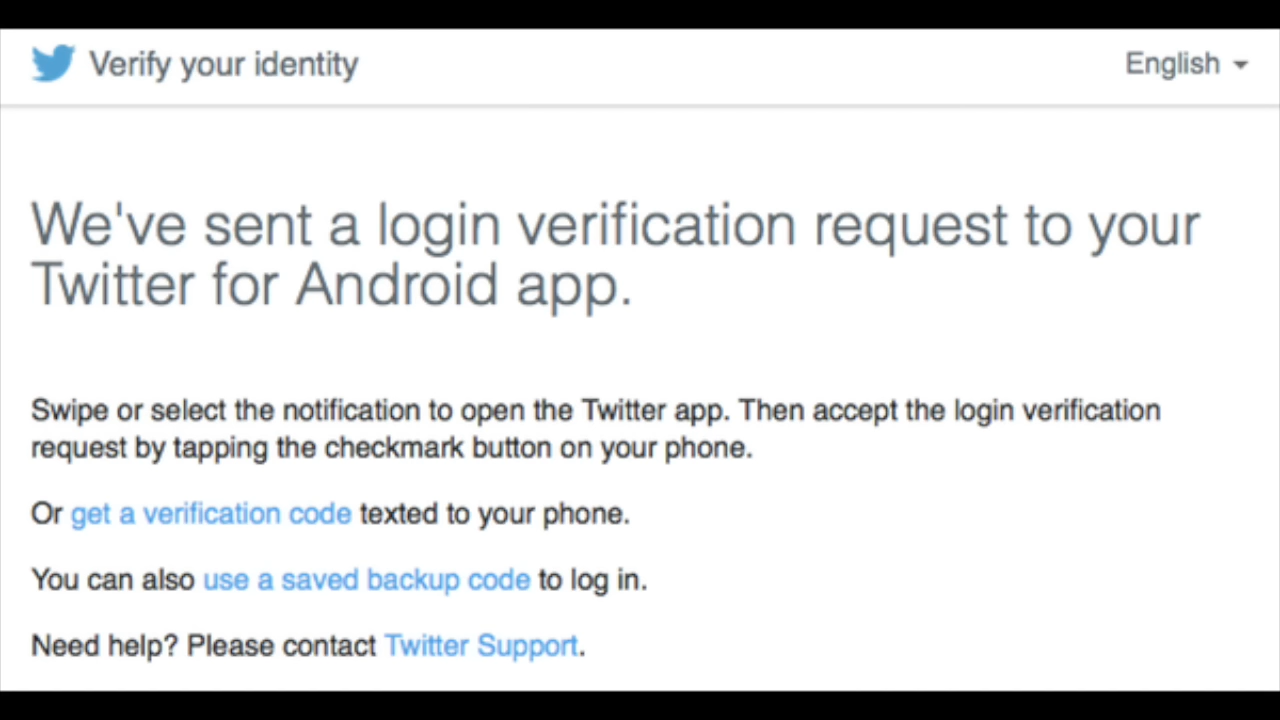 Verify your identity
English
We've sent a login verification request to your
Twitter for Android app.
Swipe or select the notification to open the Twitter app. Then accept the login verification
request by tapping the checkmark button on your phone.
Or get a verification code texted to your phone.
You can also use a saved backup code to log in.
Need help? Please contact Twitter Support.